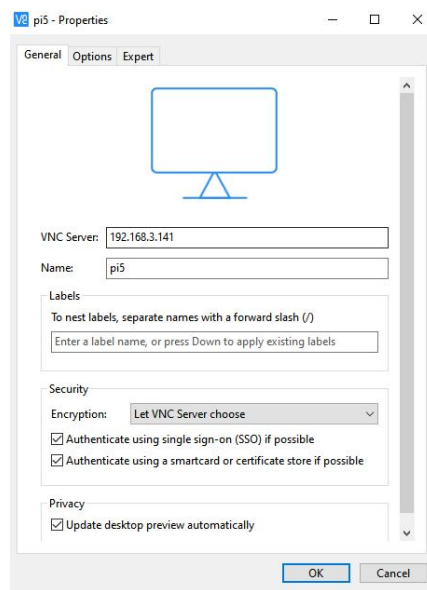 V2 pi5 - Properties
General Options Expert
VNC Server: 192.168.3.141
Name: pi5
Labels
To nest labels, separate names with a forward slash (/)
Enter a label name, or press Down to apply existing labels
Security
Encryption: Let VNC Server choose
Authenticate using single sign-on (SSO) if possible
Authenticate using a smartcard or certificate store if possible
Privacy
Update desktop preview automatically
OK Cancel